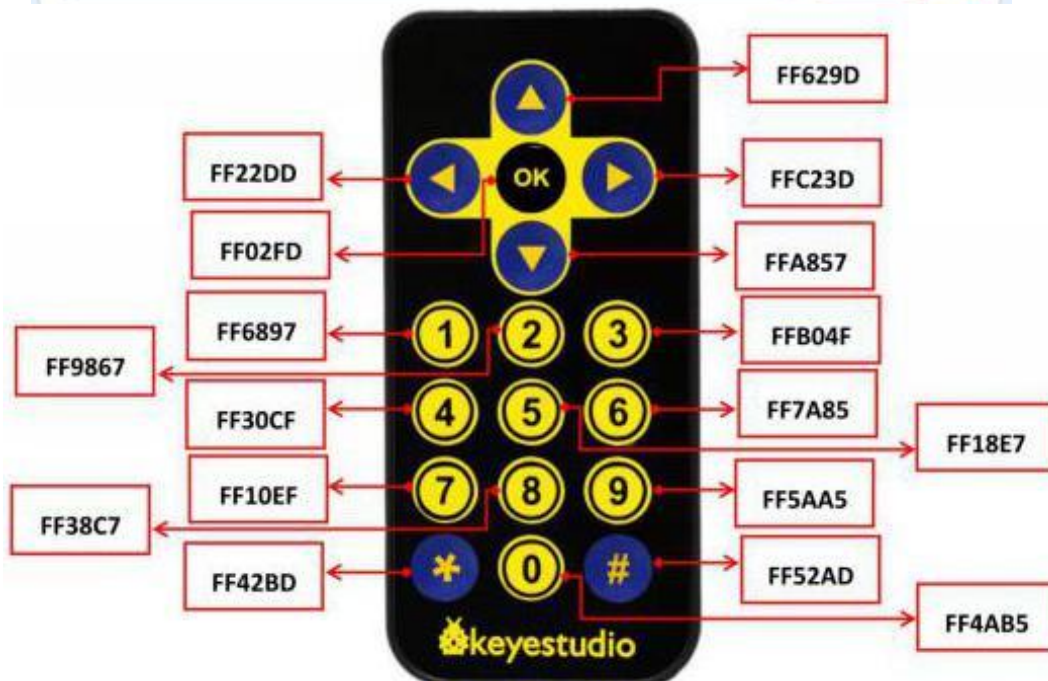 FF629D
FF22DD
OK
FFC23D
FF02FD
FFA857
FF6897
1
2
3
FFB04F
FF9867
FF30CF
4
5
6
FF7A85
FF18E7
FF10EF
7
8
9
FF5AA5
FF38C7
FF42BD
*
0
#
FF52AD
FF4AB5
keyestudio